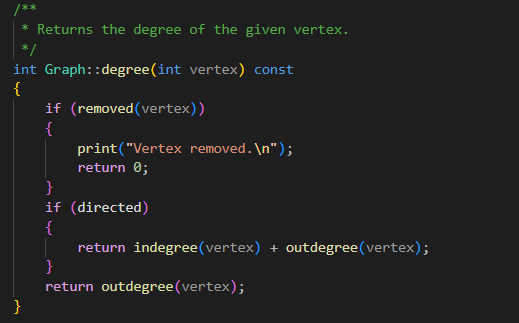 /**
 * Returns the degree of the given vertex.
 */
int Graph::degree(int vertex) const
{
    if (removed(vertex))
    {
        print("Vertex removed.\n");
        return 0;
    }
    if (directed)
    {
        return indegree(vertex) + outdegree(vertex);
    }
    return outdegree(vertex);
}